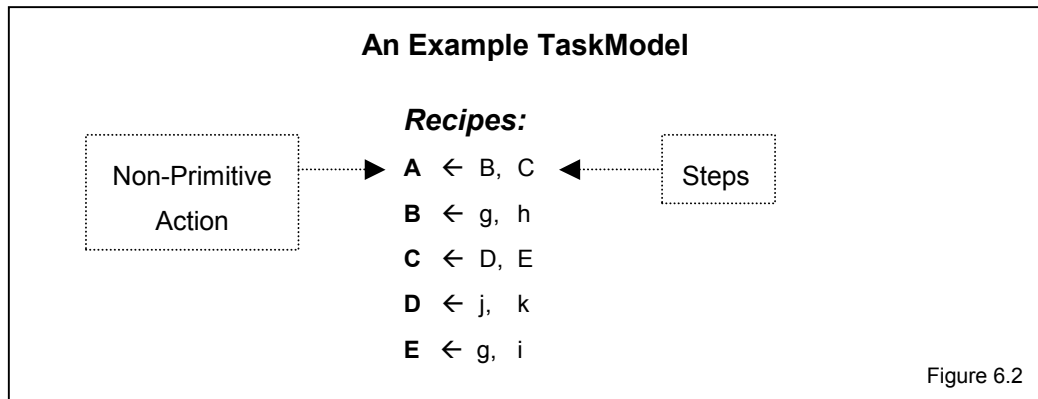 An Example TaskModel
Recipes:
Non-Primitive
Action
A ← B, C
Steps
B ← g, h
C ← D, E
D ← j, k
E ← g, i
Figure 6.2